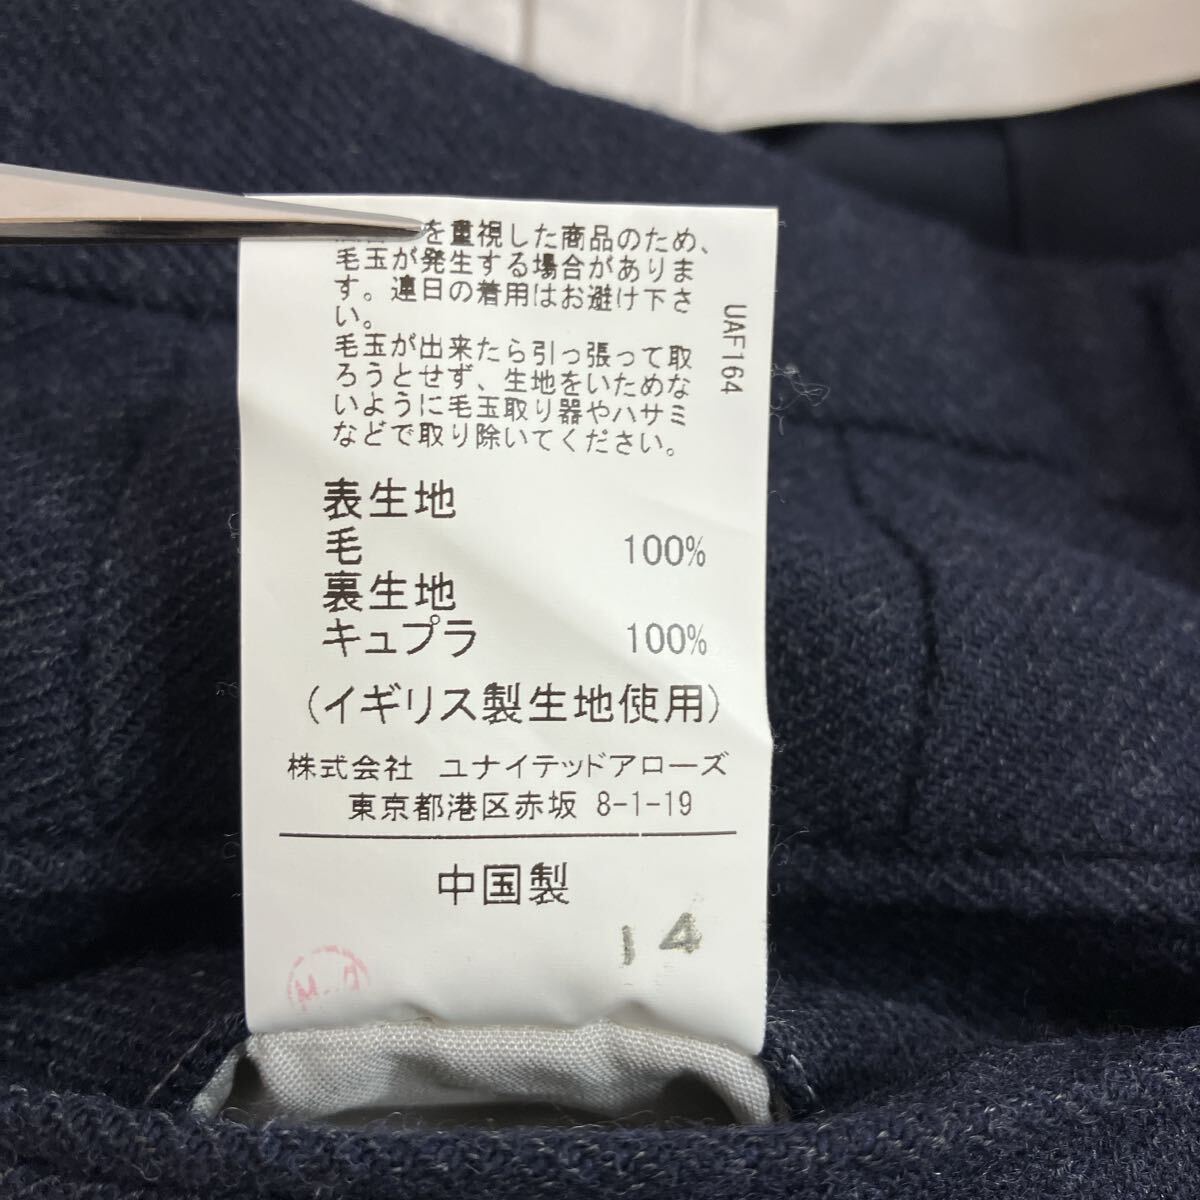 を重視した商品のため、
毛玉が発生する場合がありま
す。連日の着用はお避け下さ
い。
毛玉が出来たら引っ張って取
ろうとせず、生地をいためな
いように毛玉取り器やハサミ
などで取り除いてください。
UAF164
表生地
毛 100%
裏生地
キュプラ 100%
(イギリス製生地使用)
株式会社 ユナイテッドアローズ
東京都港区赤坂 8-1-19
中国製
14